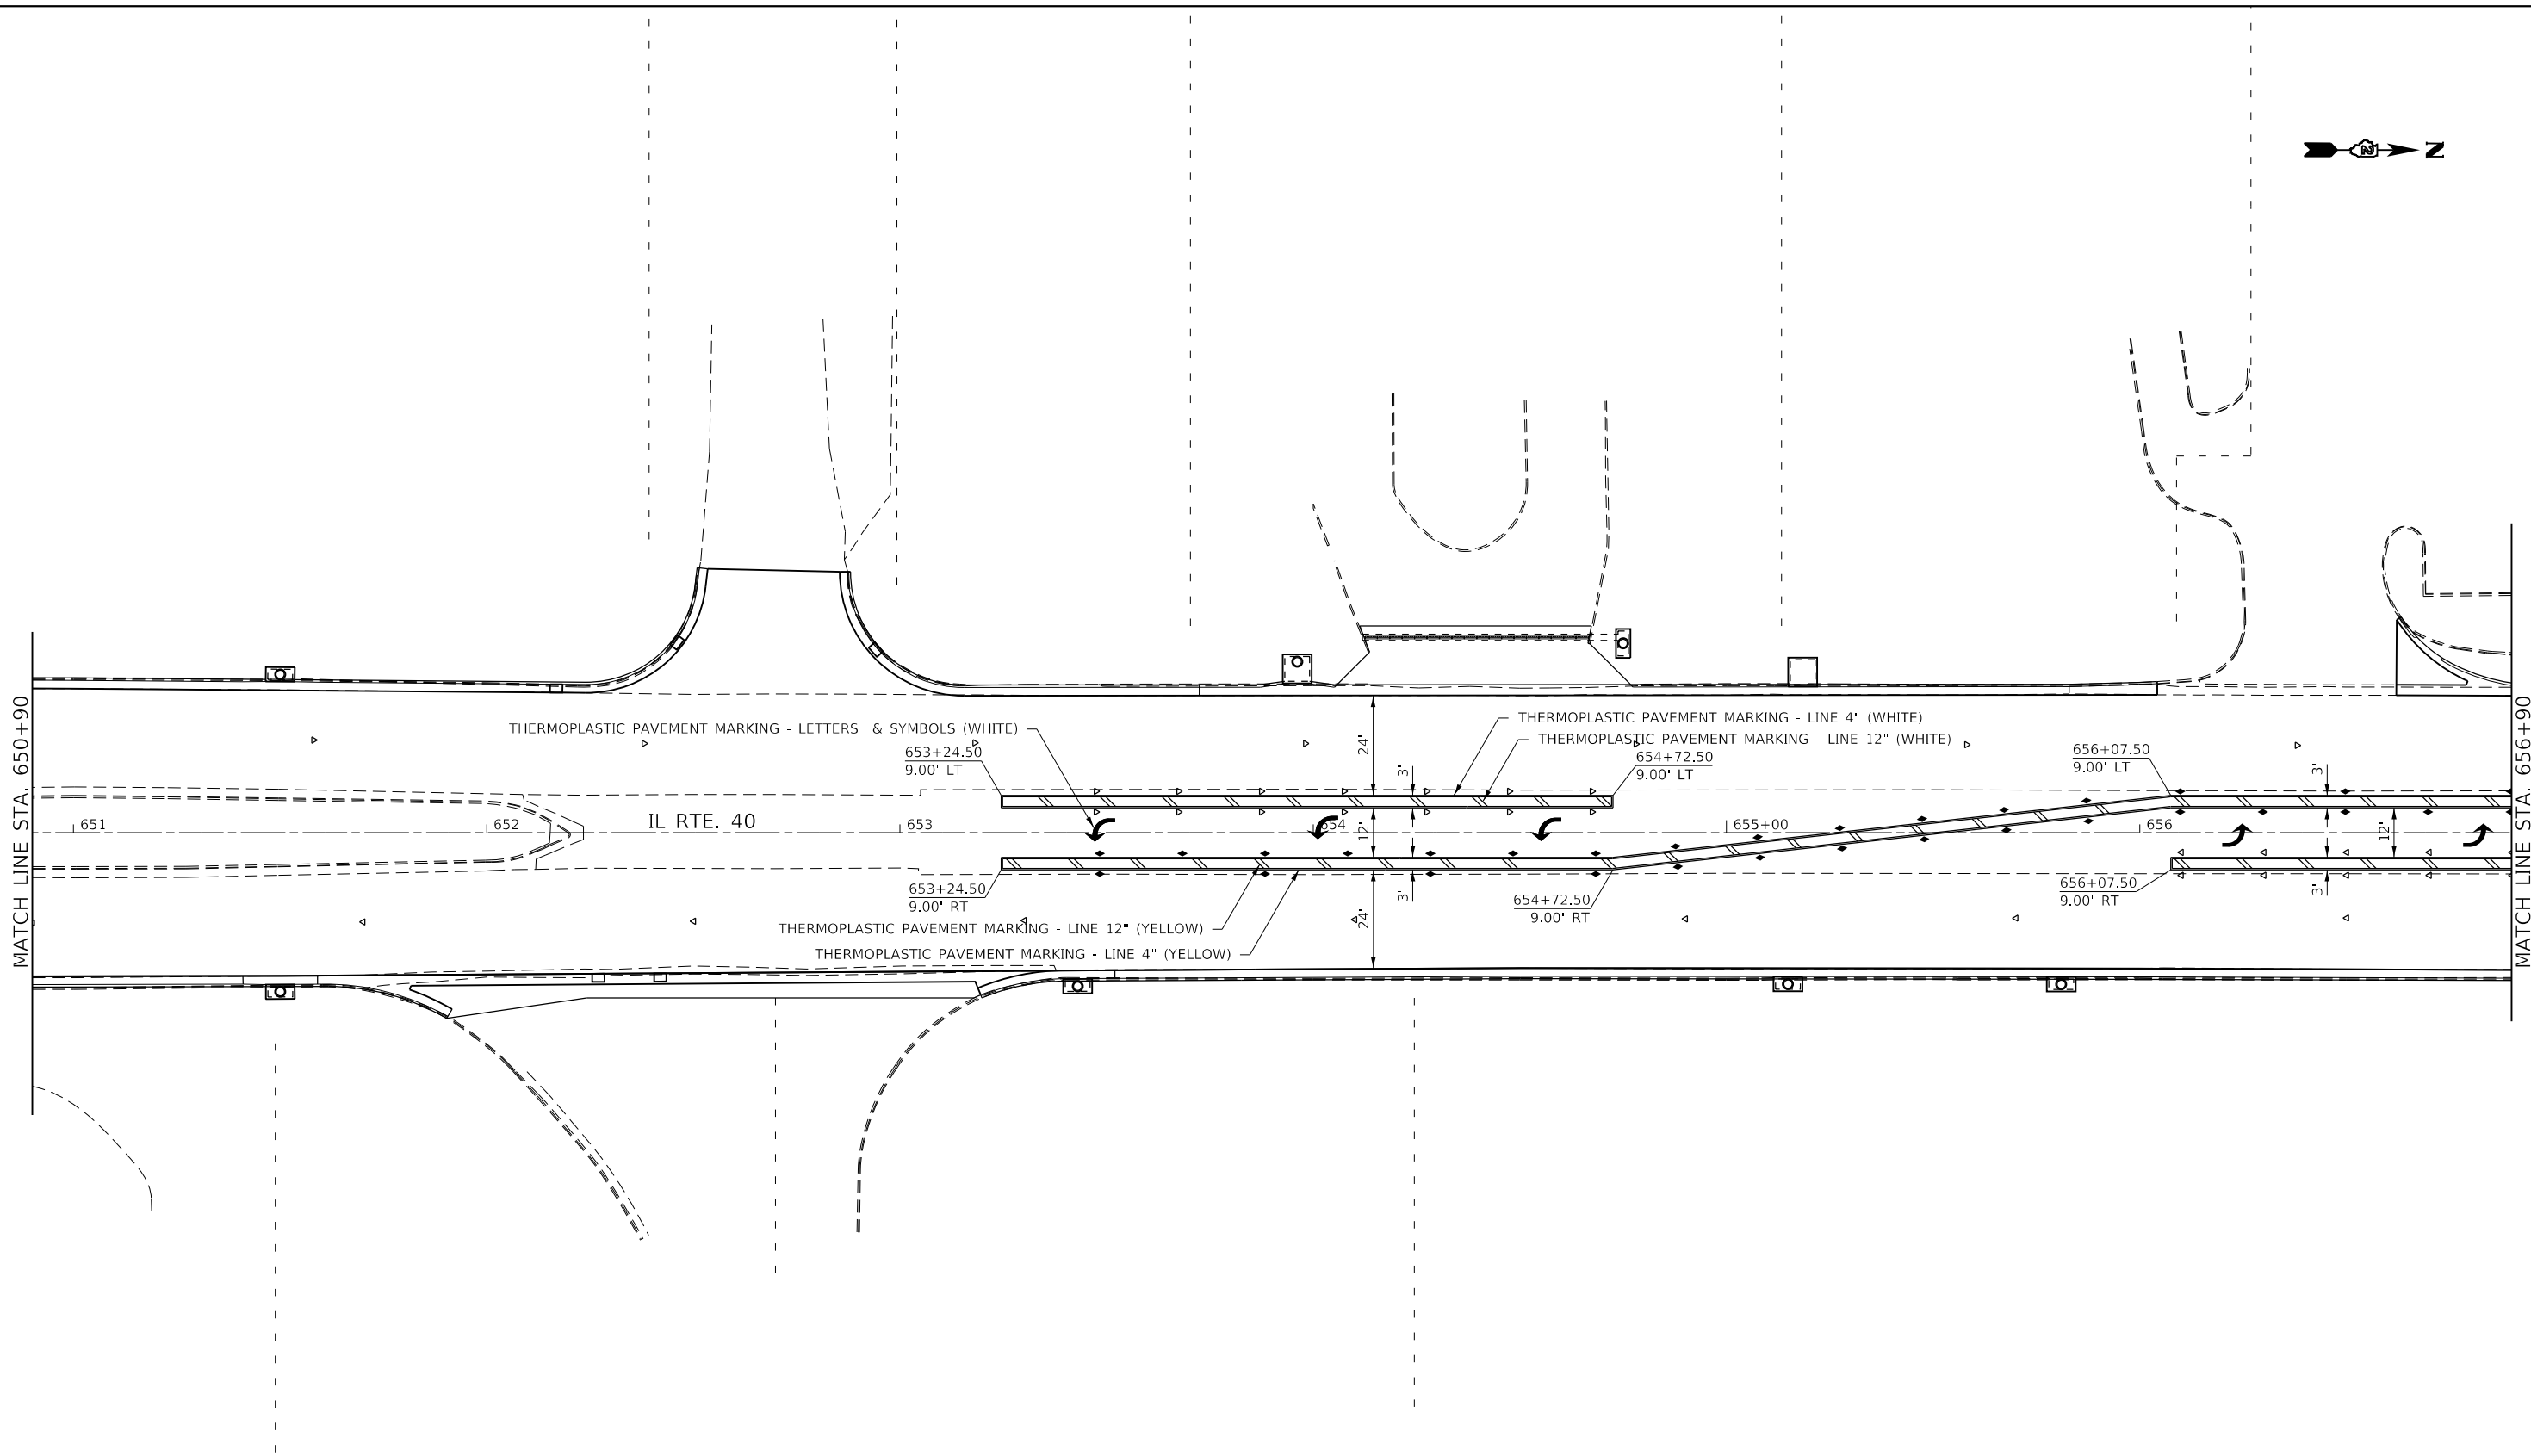 2
N
MATCH LINE STA. 650+90
THERMOPLASTIC PAVEMENT MARKING - LETTERS & SYMBOLS (WHITE)
653+24.50
9.00' LT
24'
THERMOPLASTIC PAVEMENT MARKING - LINE 4" (WHITE)
THERMOPLASTIC PAVEMENT MARKING - LINE 12" (WHITE)
3'
654+72.50
9.00' LT
656+07.50
9.00' LT
3'
651
652
IL RTE. 40
653
654
12'
655+00
656
12'
653+24.50
9.00' RT
THERMOPLASTIC PAVEMENT MARKING - LINE 12" (YELLOW)
THERMOPLASTIC PAVEMENT MARKING - LINE 4" (YELLOW)
24'
3'
654+72.50
9.00' RT
656+07.50
9.00' RT
3'
MATCH LINE STA. 656+90